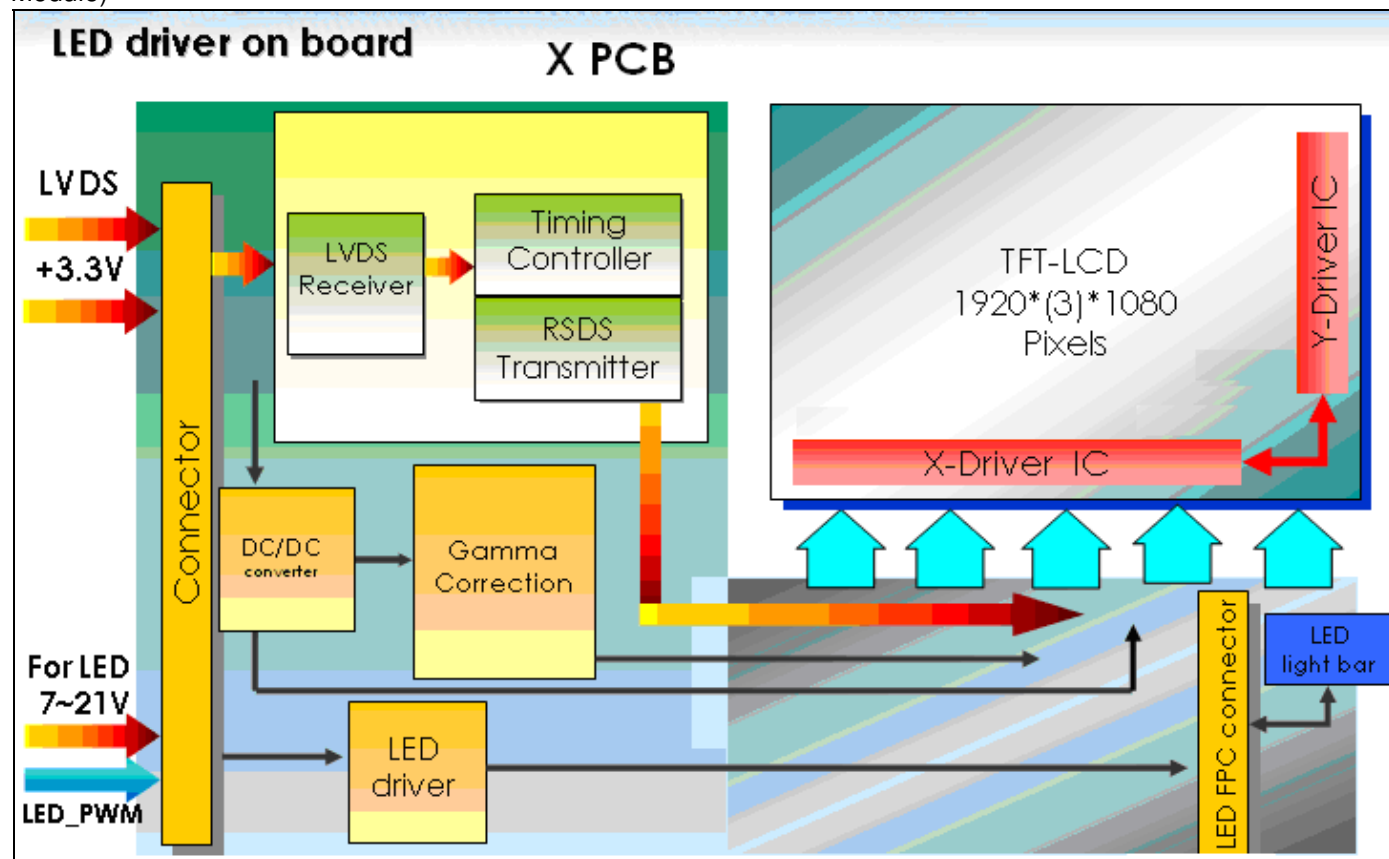 Module)
LED driver on board
X PCB
LVDS
+3.3V
Connector
LVDS
Receiver
Timing
Controller
RSDS
Transmitter
TFT-LCD
1920*(3)*1080
Pixels
Y-Driver IC
X-Driver IC
DC/DC
converter
Gamma
Correction
For LED
7~21V
LED_PWM
LED
driver
LED FPC connector
LED
light bar